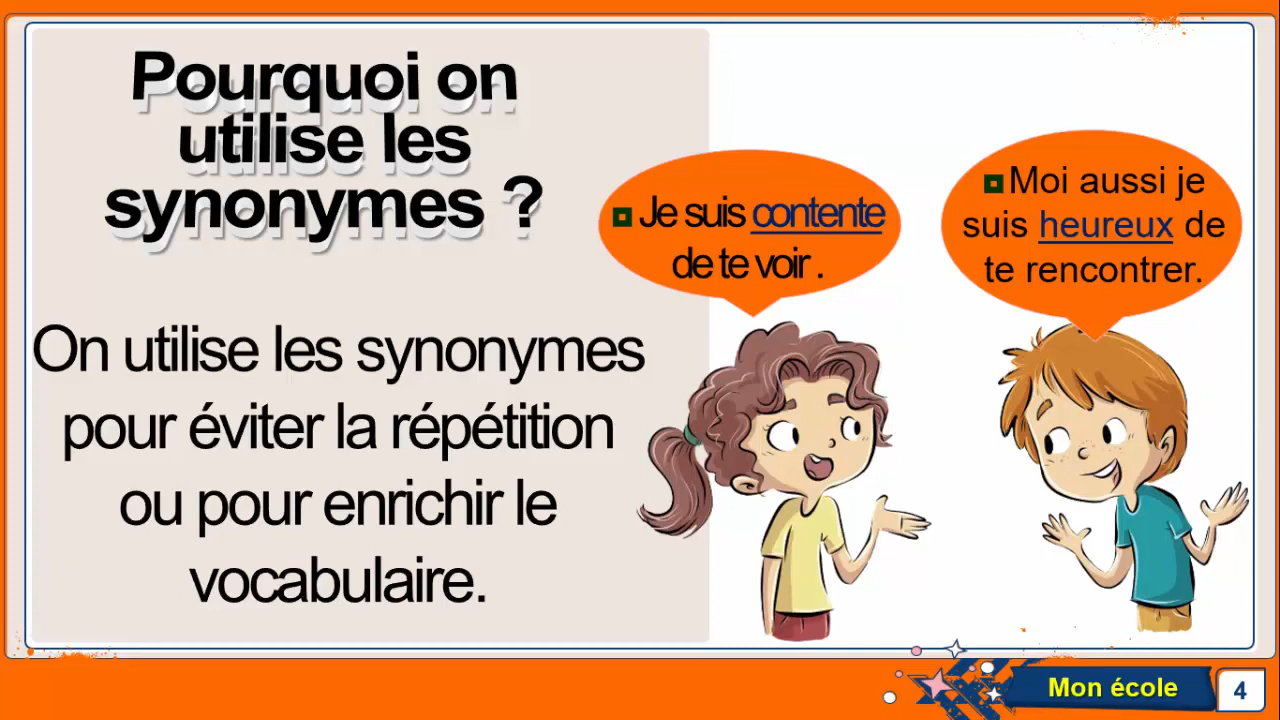 Pourquoi on
utilise les
synonymes ?
On utilise les synonymes
pour éviter la répétition
ou pour enrichir le
vocabulaire.
Je suis contente
de te voir .
Moi aussi je
suis heureux de
te rencontrer.
Mon école
4